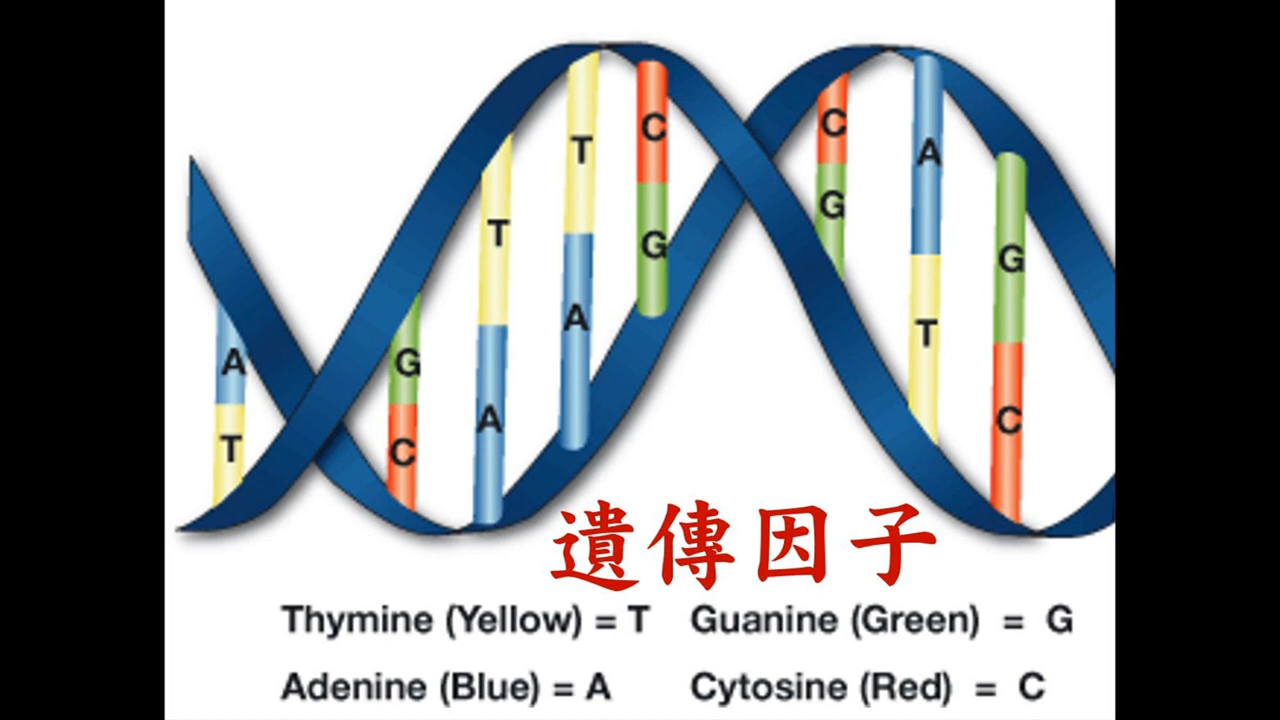 A T
G C
T A
T A
C G
C G
A T
G C
遺傳因子
Thymine (Yellow) = T Guanine (Green) = G
Adenine (Blue) = A Cytosine (Red) = C